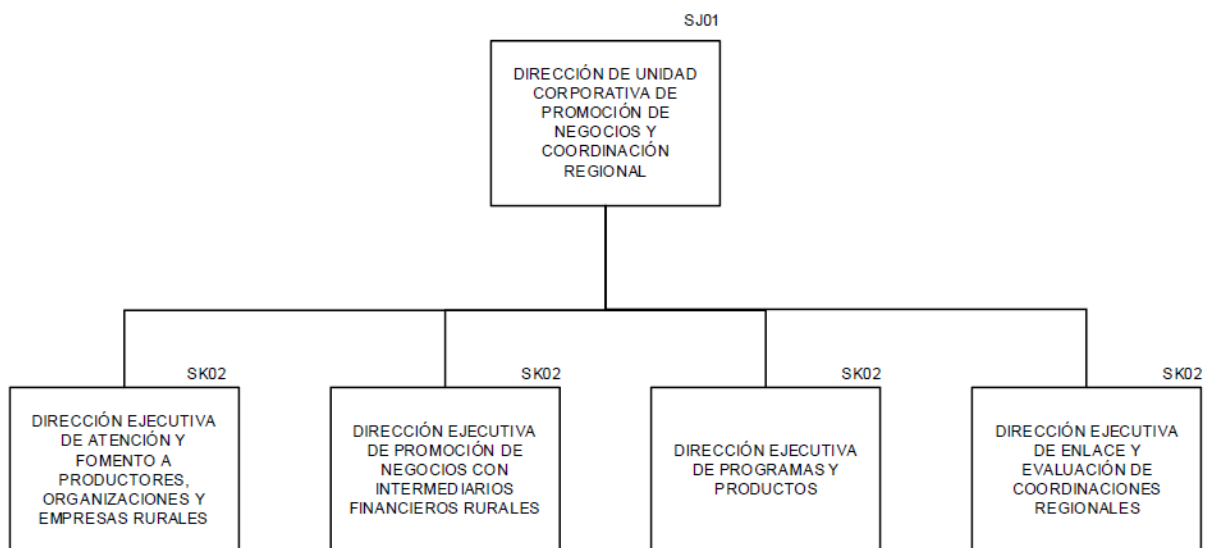 SJ01
DIRECCIÓN DE UNIDAD
CORPORATIVA DE
PROMOCIÓN DE
NEGOCIOS Y
COORDINACIÓN
REGIONAL
SK02
DIRECCIÓN EJECUTIVA
DE ATENCIÓN Y
FOMENTO A
PRODUCTORES,
ORGANIZACIONES Y
EMPRESAS RURALES
SK02
DIRECCIÓN EJECUTIVA
DE PROMOCIÓN DE
NEGOCIOS CON
INTERMEDIARIOS
FINANCIEROS RURALES
SK02
DIRECCIÓN EJECUTIVA
DE PROGRAMAS Y
PRODUCTOS
SK02
DIRECCIÓN EJECUTIVA
DE ENLACE Y
EVALUACIÓN DE
COORDINACIONES
REGIONALES